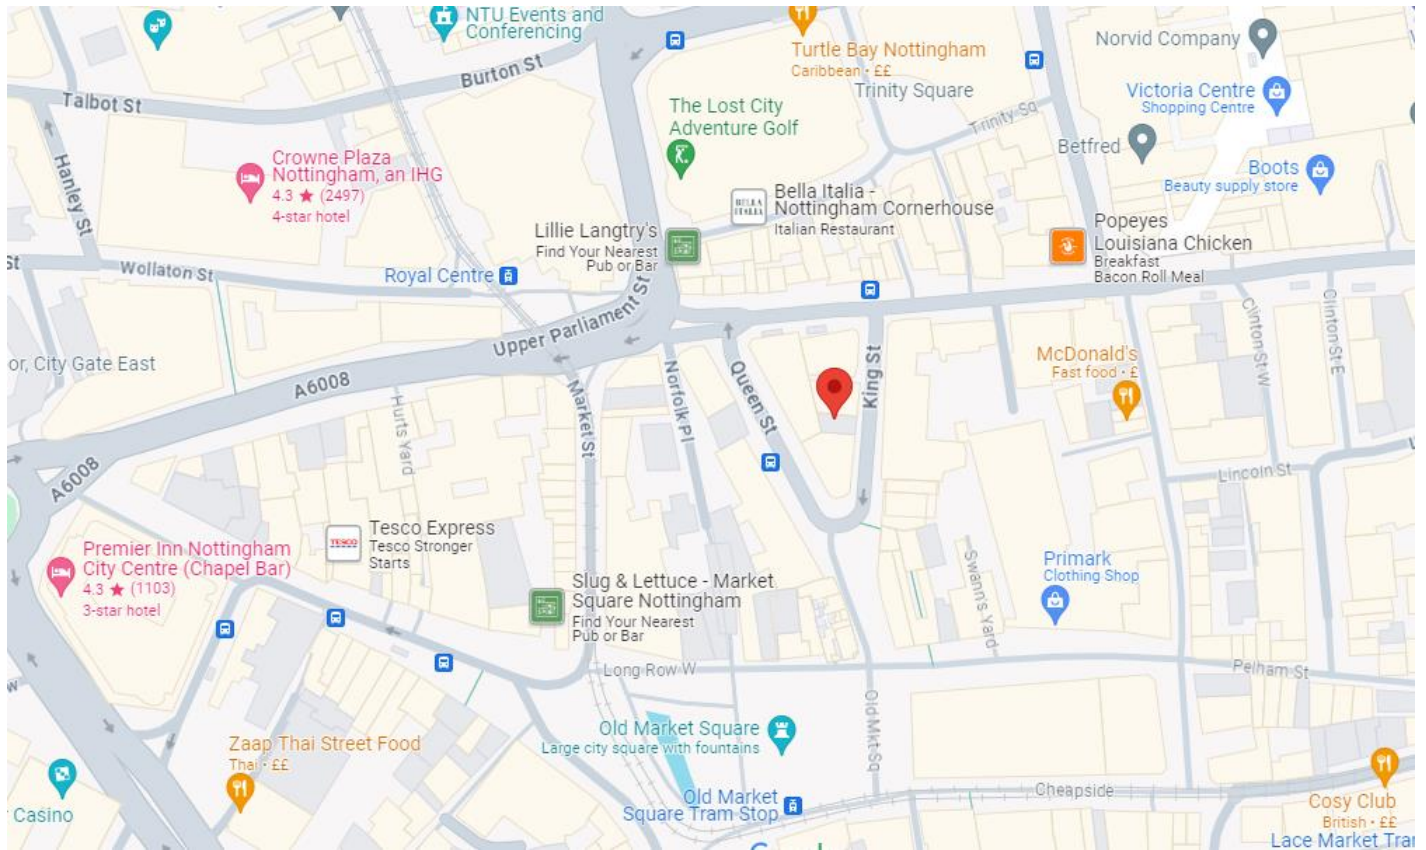 NTU Events and
Conferencing
Burton St
Talbot St
Hanley St
Turtle Bay Nottingham
Caribbean · ££
Trinity Square
Trinity Sq
Norvid Company
Victoria Centre
Shopping Centre
Betfred
Boots
Beauty supply store
The Lost City
Adventure Golf
Crowne Plaza
Nottingham, an IHG
4.3 ★ (2497)
4-star hotel
BELLA
ITALIA
Bella Italia -
Nottingham Cornerhouse
Italian Restaurant
Lillie Langtry's
Find Your Nearest
Pub or Bar
Popeyes
Louisiana Chicken
Breakfast
Bacon Roll Meal
St
Wollaton St
Royal Centre
Upper Parliament St
Clinton St W
Clinton St E
or, City Gate East
A6008
McDonald's
Fast food · £
Queen St
King St
Norfolk Pl
Market St
Hurts Yard
A6008
Lincoln St
TESCO
Tesco Express
Tesco Stronger
Starts
Premier Inn Nottingham
City Centre (Chapel Bar)
4.3 ★ (1103)
3-star hotel
Slug & Lettuce - Market
Square Nottingham
Find Your Nearest
Pub or Bar
Swann's Yard
Primark
Clothing Shop
Long Row W
Pelham St
Old Mkt Sq
Old Market Square
Large city square with fountains
Zaap Thai Street Food
Thai · ££
Old Market
Square Tram Stop
Cheapside
Casino
Cosy Club
British · ££
Lace Market Tra